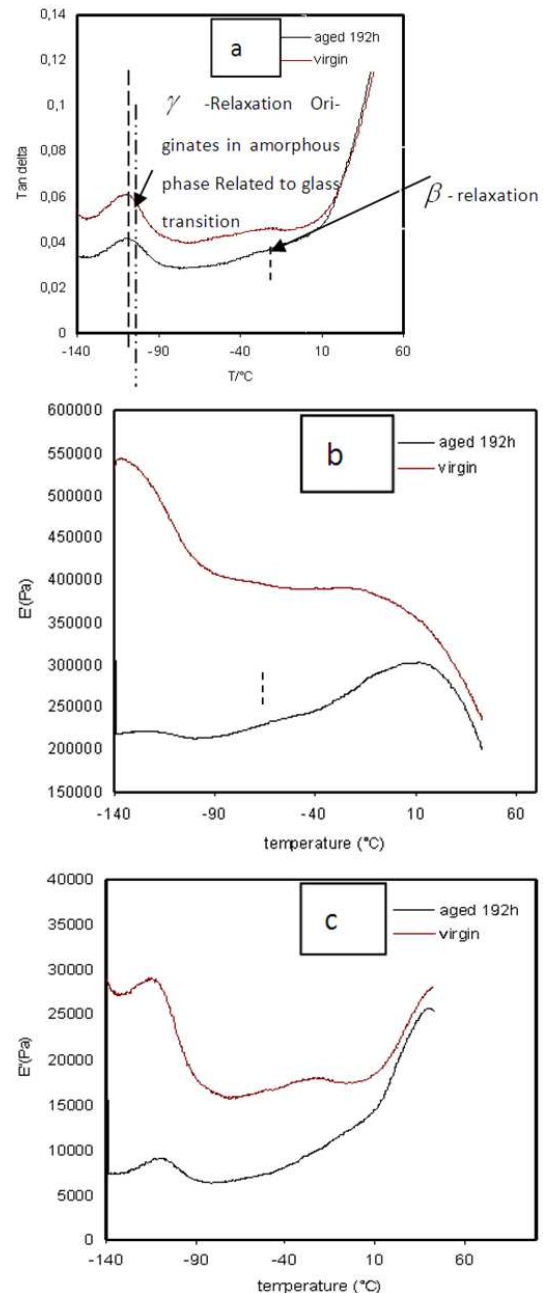 0,14
0,12
0,1
0,08
0,06
0,04
0,02
0
a
aged 192h
virgin
γ -Relaxation Ori-
ginates in amorphous
phase Related to glass
transition
β - relaxation
-140 -90 -40 10 60
T/°C
Tan delta
600000
550000
500000
450000
400000
350000
300000
250000
200000
150000
b
aged 192h
virgin
E'(Pa)
-140 -90 -40 10 60
temperature (°C)
40000
35000
30000
25000
20000
15000
10000
5000
0
c
aged 192h
virgin
E''(Pa)
-140 -90 -40 10 60
temperature (°C)